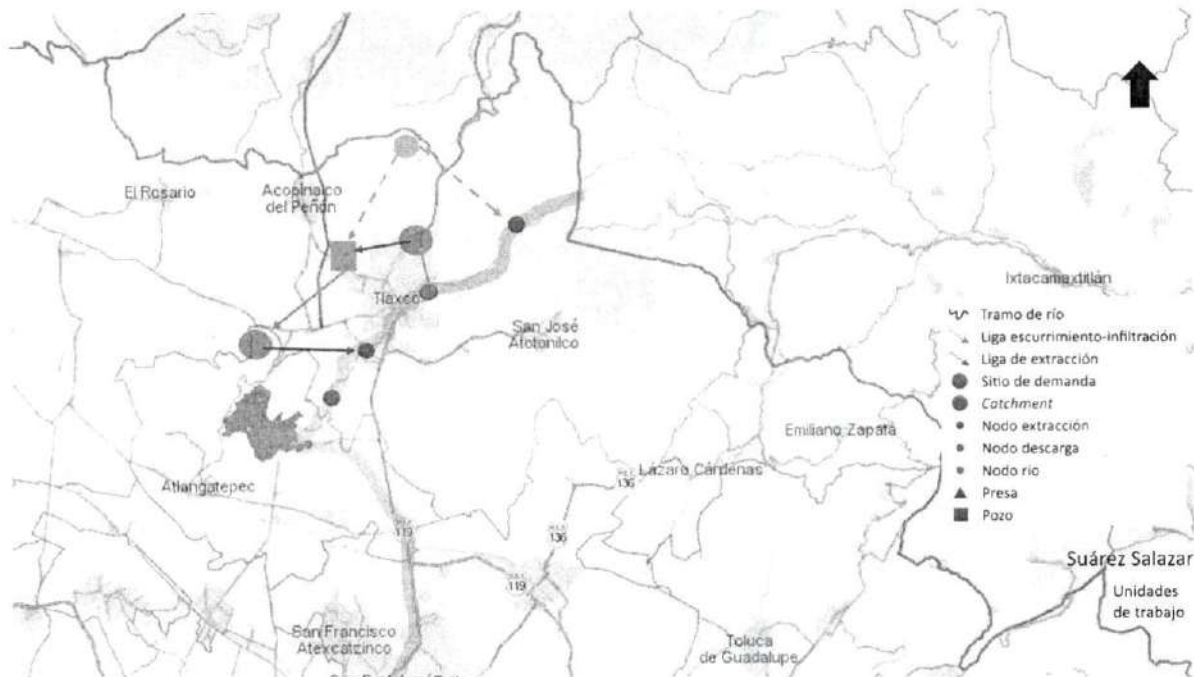 El Rosario
Acopinalco
del Peñón
Ixtacamaxtitlán
Tlaxco
San José
Atotonilco
Tramo de río
Liga escurrimiento-infiltración
Liga de extracción
Sitio de demanda
Catchment
Nodo extracción
Nodo descarga
Nodo río
Presa
Pozo
Emiliano Zapata
Lázaro Cárdenas
136
Atlangatepec
119
136
119
Suárez Salazar
Unidades
de trabajo
San Francisco
Atexcatzinco
Toluca
de Guadalupe